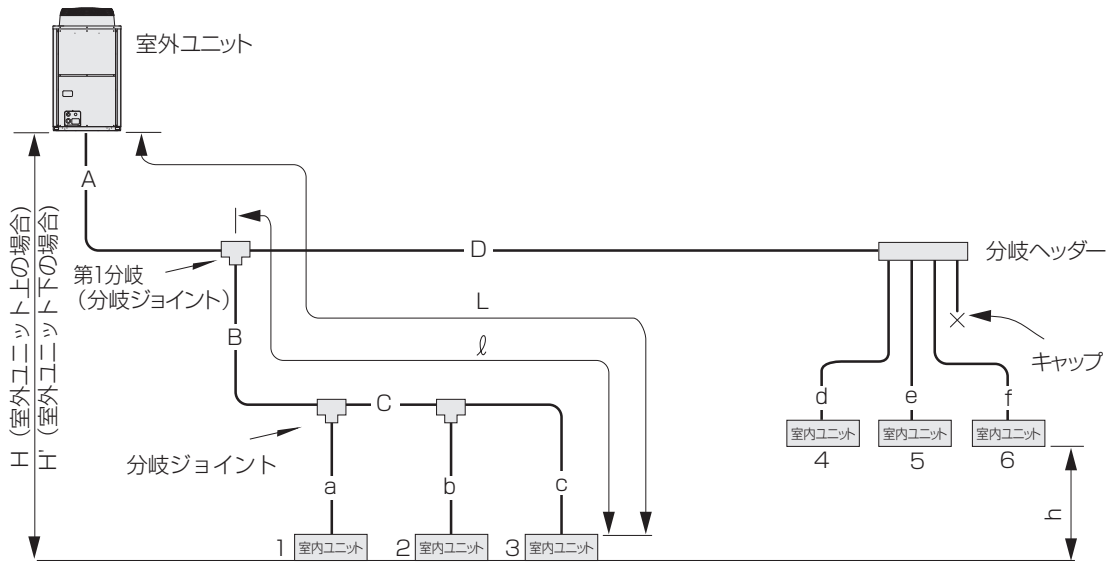 室外ユニット
A
H（室外ユニット上の場合）
H'（室外ユニット下の場合）
第1分岐
（分岐ジョイント）
D
分岐ヘッダー
L
ℓ
B
キャップ
C
分岐ジョイント
d
e
f
室内ユニット
室内ユニット
室内ユニット
4
5
6
a
b
c
h
1
室内ユニット
2
室内ユニット
3
室内ユニット